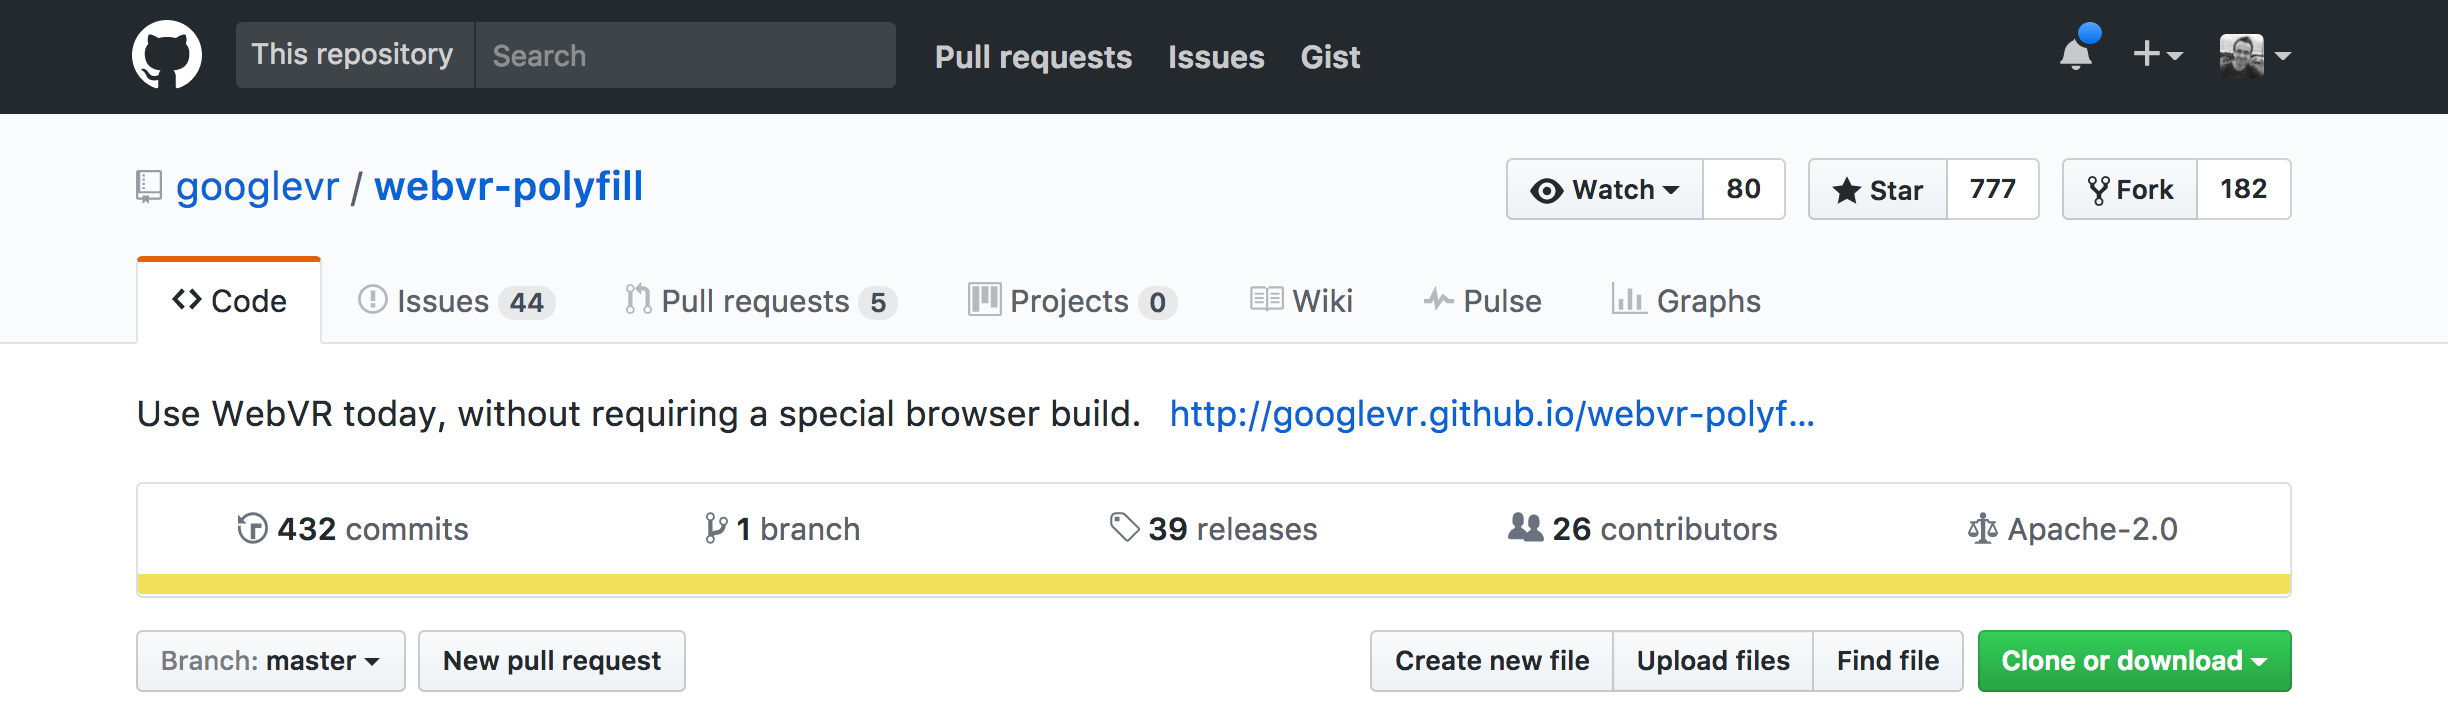 This repository Search Pull requests Issues Gist
googlevr / webvr-polyfill Watch 80 Star 777 Fork 182
Code Issues 44 Pull requests 5 Projects 0 Wiki Pulse Graphs
Use WebVR today, without requiring a special browser build. http://googlevr.github.io/webvr-polyf...
432 commits 1 branch 39 releases 26 contributors Apache-2.0
Branch: master New pull request Create new file Upload files Find file Clone or download